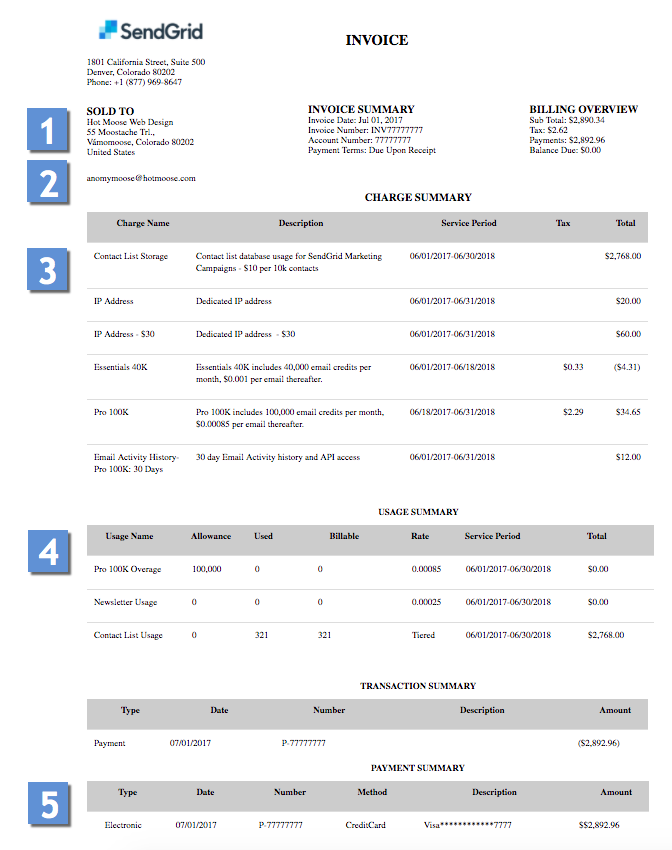 SendGrid
INVOICE
1801 California Street, Suite 500
Denver, Colorado 80202
Phone: +1 (877) 969-8647
1
SOLD TO
Hot Moose Web Design
55 Moostache Trl.,
Vámomoose, Colorado 80202
United States
INVOICE SUMMARY
Invoice Date: Jul 01, 2017
Invoice Number: INV77777777
Account Number: 77777777
Payment Terms: Due Upon Receipt
BILLING OVERVIEW
Sub Total: $2,890.34
Tax: $2.62
Payments: $2,892.96
Balance Due: $0.00
2
anomymoose@hotmoose.com
CHARGE SUMMARY
Charge Name Description Service Period Tax Total
3
Contact List Storage Contact list database usage for SendGrid Marketing 06/01/2017-06/30/2018 $2,768.00
Campaigns - $10 per 10k contacts
IP Address Dedicated IP address 06/01/2017-06/31/2018 $20.00
IP Address - $30 Dedicated IP address - $30 06/01/2017-06/31/2018 $60.00
Essentials 40K Essentials 40K includes 40,000 email credits per 06/01/2017-06/18/2018 $0.33 ($4.31)
month, $0.001 per email thereafter.
Pro 100K Pro 100K includes 100,000 email credits per month, 06/18/2017-06/31/2018 $2.29 $34.65
$0.00085 per email thereafter.
Email Activity History- 30 day Email Activity history and API access 06/01/2017-06/31/2018 $12.00
Pro 100K: 30 Days
USAGE SUMMARY
4
Usage Name Allowance Used Billable Rate Service Period Total
Pro 100K Overage 100,000 0 0 0.00085 06/01/2017-06/30/2018 $0.00
Newsletter Usage 0 0 0 0.00025 06/01/2017-06/30/2018 $0.00
Contact List Usage 0 321 321 Tiered 06/01/2017-06/30/2018 $2,768.00
TRANSACTION SUMMARY
Type Date Number Description Amount
Payment 07/01/2017 P-77777777 ($2,892.96)
PAYMENT SUMMARY
5
Type Date Number Method Description Amount
Electronic 07/01/2017 P-77777777 CreditCard Visa************7777 $$2,892.96